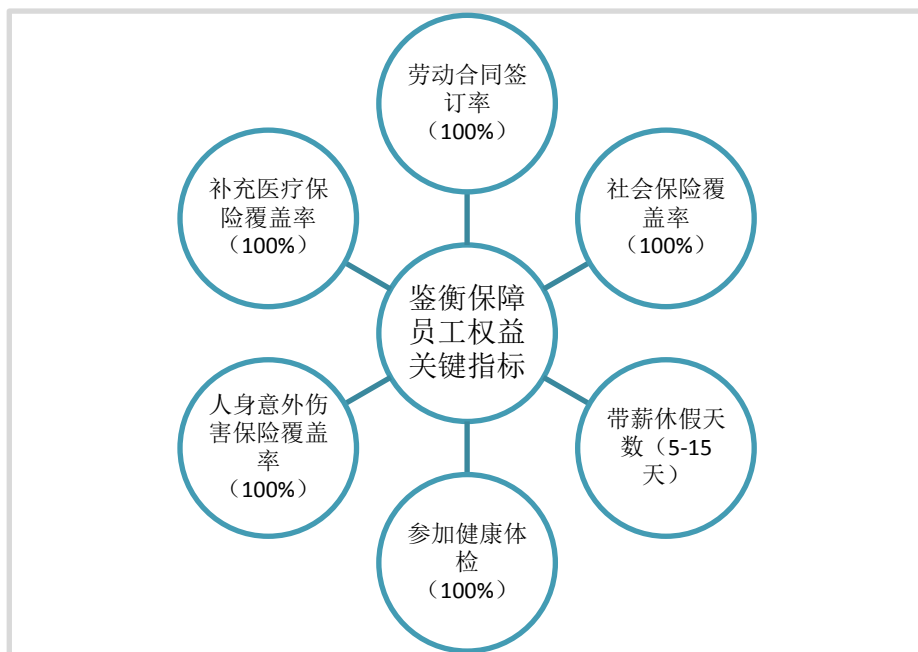 劳动合同签
订率
（100%）
补充医疗保
险覆盖率
（100%）
社会保险覆
盖率
（100%）
鉴衡保障
员工权益
关键指标
人身意外伤
害保险覆盖
率
（100%）
带薪休假天
数（5-15
天）
参加健康体
检
（100%）